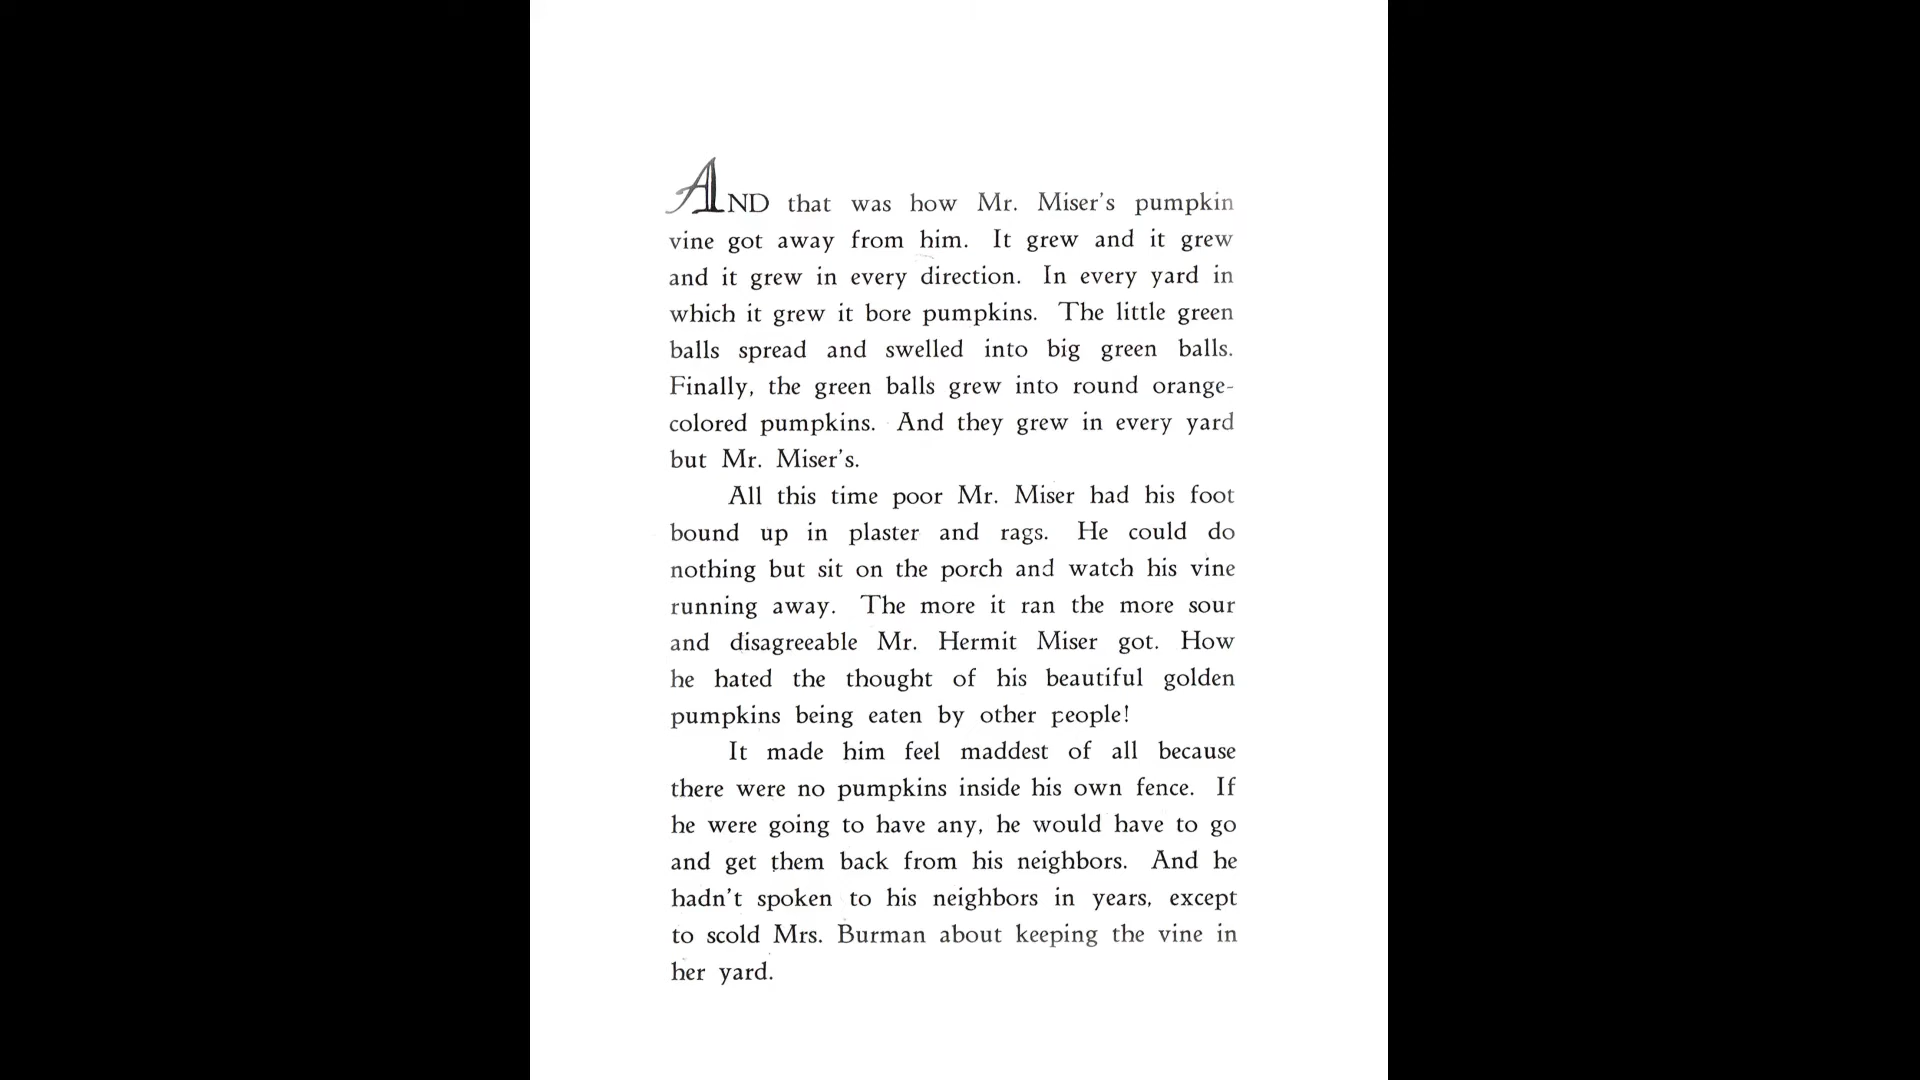 AND that was how Mr. Miser's pumpkin
vine got away from him. It grew and it grew
and it grew in every direction. In every yard in
which it grew it bore pumpkins. The little green
balls spread and swelled into big green balls.
Finally, the green balls grew into round orange-
colored pumpkins. And they grew in every yard
but Mr. Miser's.
All this time poor Mr. Miser had his foot
bound up in plaster and rags. He could do
nothing but sit on the porch and watch his vine
running away. The more it ran the more sour
and disagreeable Mr. Hermit Miser got. How
he hated the thought of his beautiful golden
pumpkins being eaten by other people!
It made him feel maddest of all because
there were no pumpkins inside his own fence. If
he were going to have any, he would have to go
and get them back from his neighbors. And he
hadn't spoken to his neighbors in years, except
to scold Mrs. Burman about keeping the vine in
her yard.